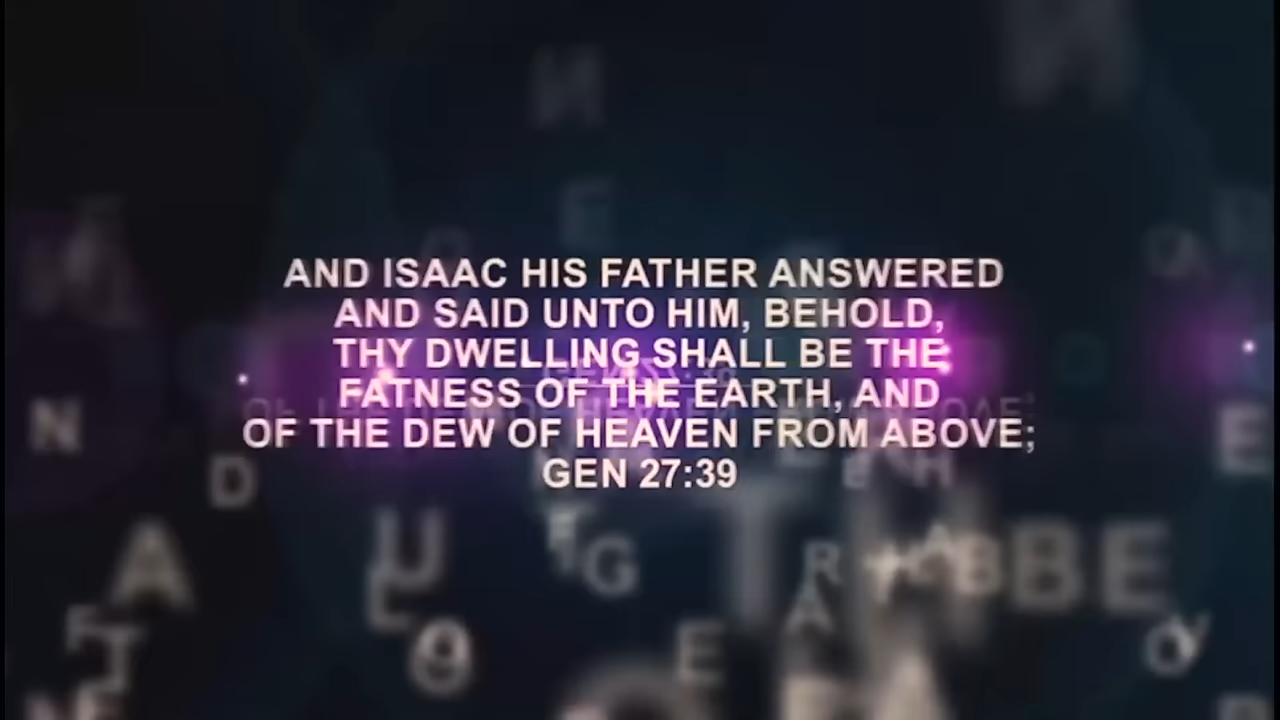 AND ISAAC HIS FATHER ANSWERED
AND SAID UNTO HIM, BEHOLD,
THY DWELLING SHALL BE THE
FATNESS OF THE EARTH, AND
OF THE DEW OF HEAVEN FROM ABOVE;
GEN 27:39